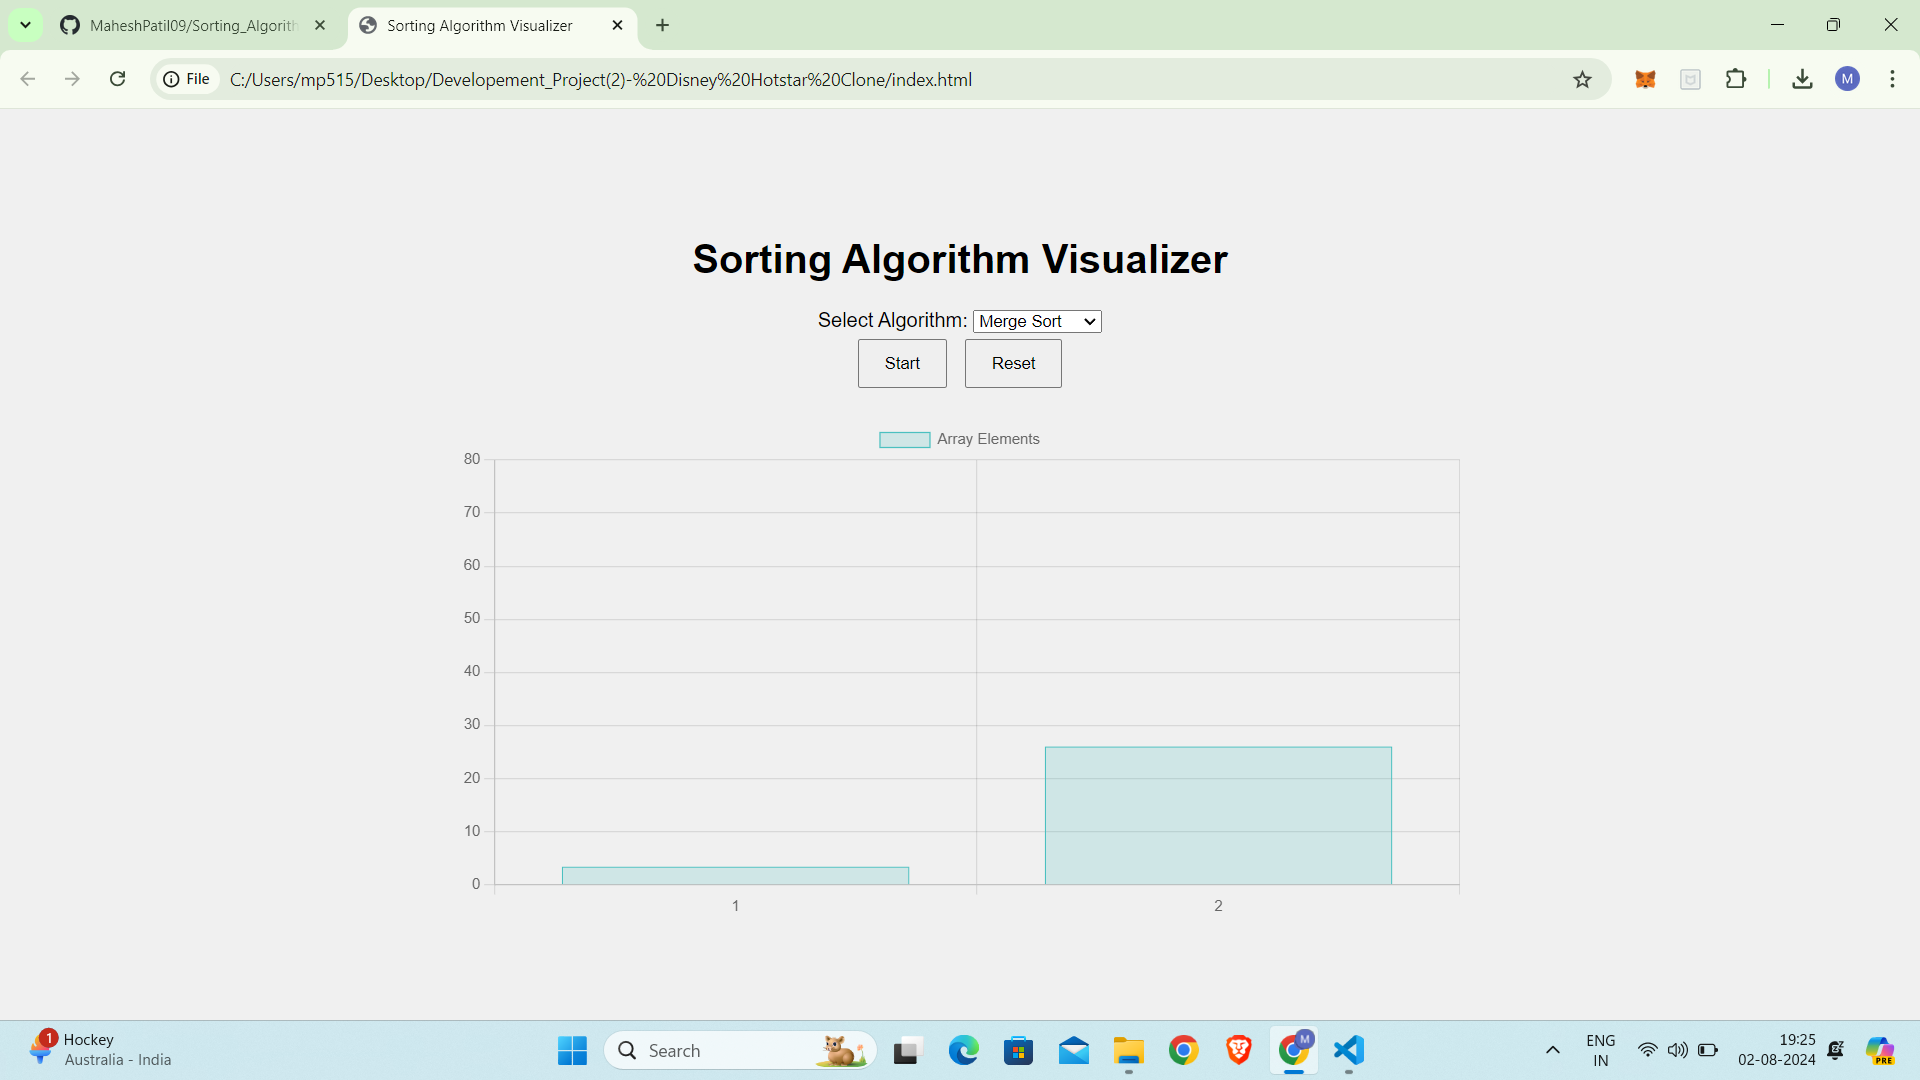 MaheshPatil09/Sorting_Algorith
Sorting Algorithm Visualizer
File
C:/Users/mp515/Desktop/Developement_Project(2)-%20Disney%20Hotstar%20Clone/index.html
M
Sorting Algorithm Visualizer
Select Algorithm: Merge Sort
Start Reset
Array Elements
80
70
60
50
40
30
20
10
0
1 2
1
Hockey
Australia - India
Search
M
PRE
ENG
IN
19:25
02-08-2024